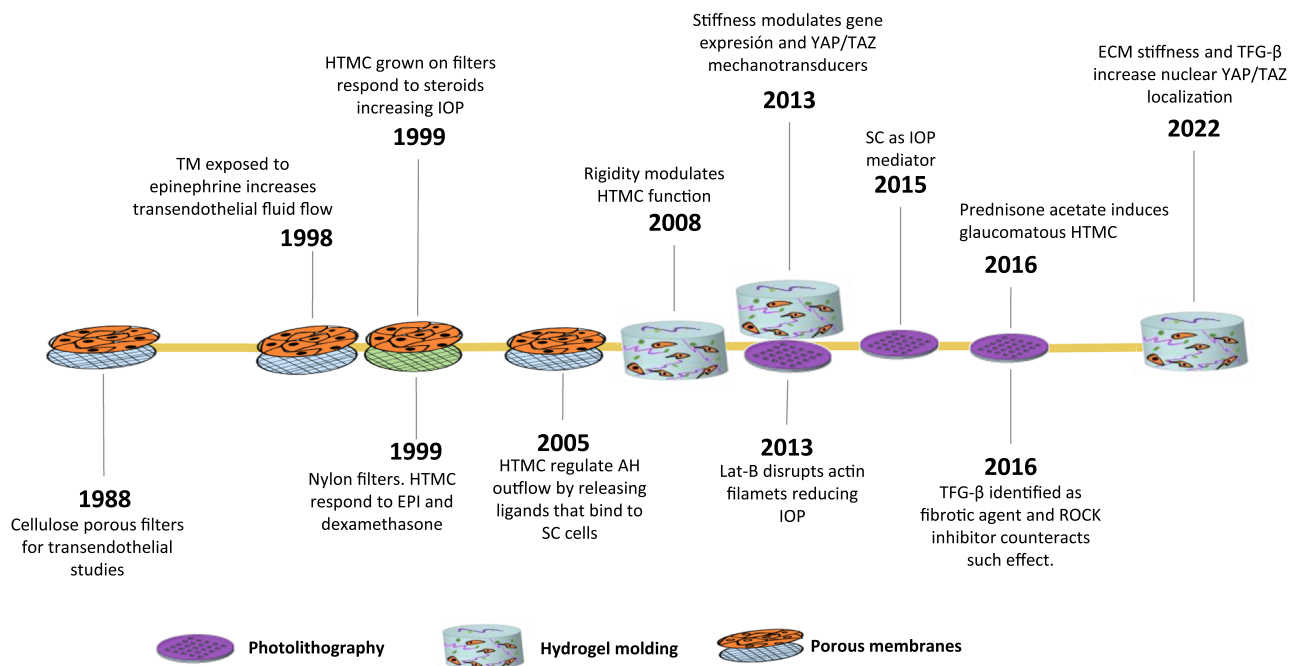 Stiffness modulates gene
expresión and YAP/TAZ
mechanotransducers
2013
ECM stiffness and TFG-β
increase nuclear YAP/TAZ
localization
2022
HTMC grown on filters
respond to steroids
increasing IOP
1999
SC as IOP
mediator
2015
TM exposed to
epinephrine increases
transendothelial fluid flow
1998
Rigidity modulates
HTMC function
2008
Prednisone acetate induces
glaucomatous HTMC
2016
1988
Cellulose porous filters
for transendothelial
studies
1999
Nylon filters. HTMC
respond to EPI and
dexamethasone
2005
HTMC regulate AH
outflow by releasing
ligands that bind to
SC cells
2013
Lat-B disrupts actin
filamets reducing
IOP
2016
TFG-β identified as
fibrotic agent and ROCK
inhibitor counteracts
such effect.
Photolithography
Hydrogel molding
Porous membranes